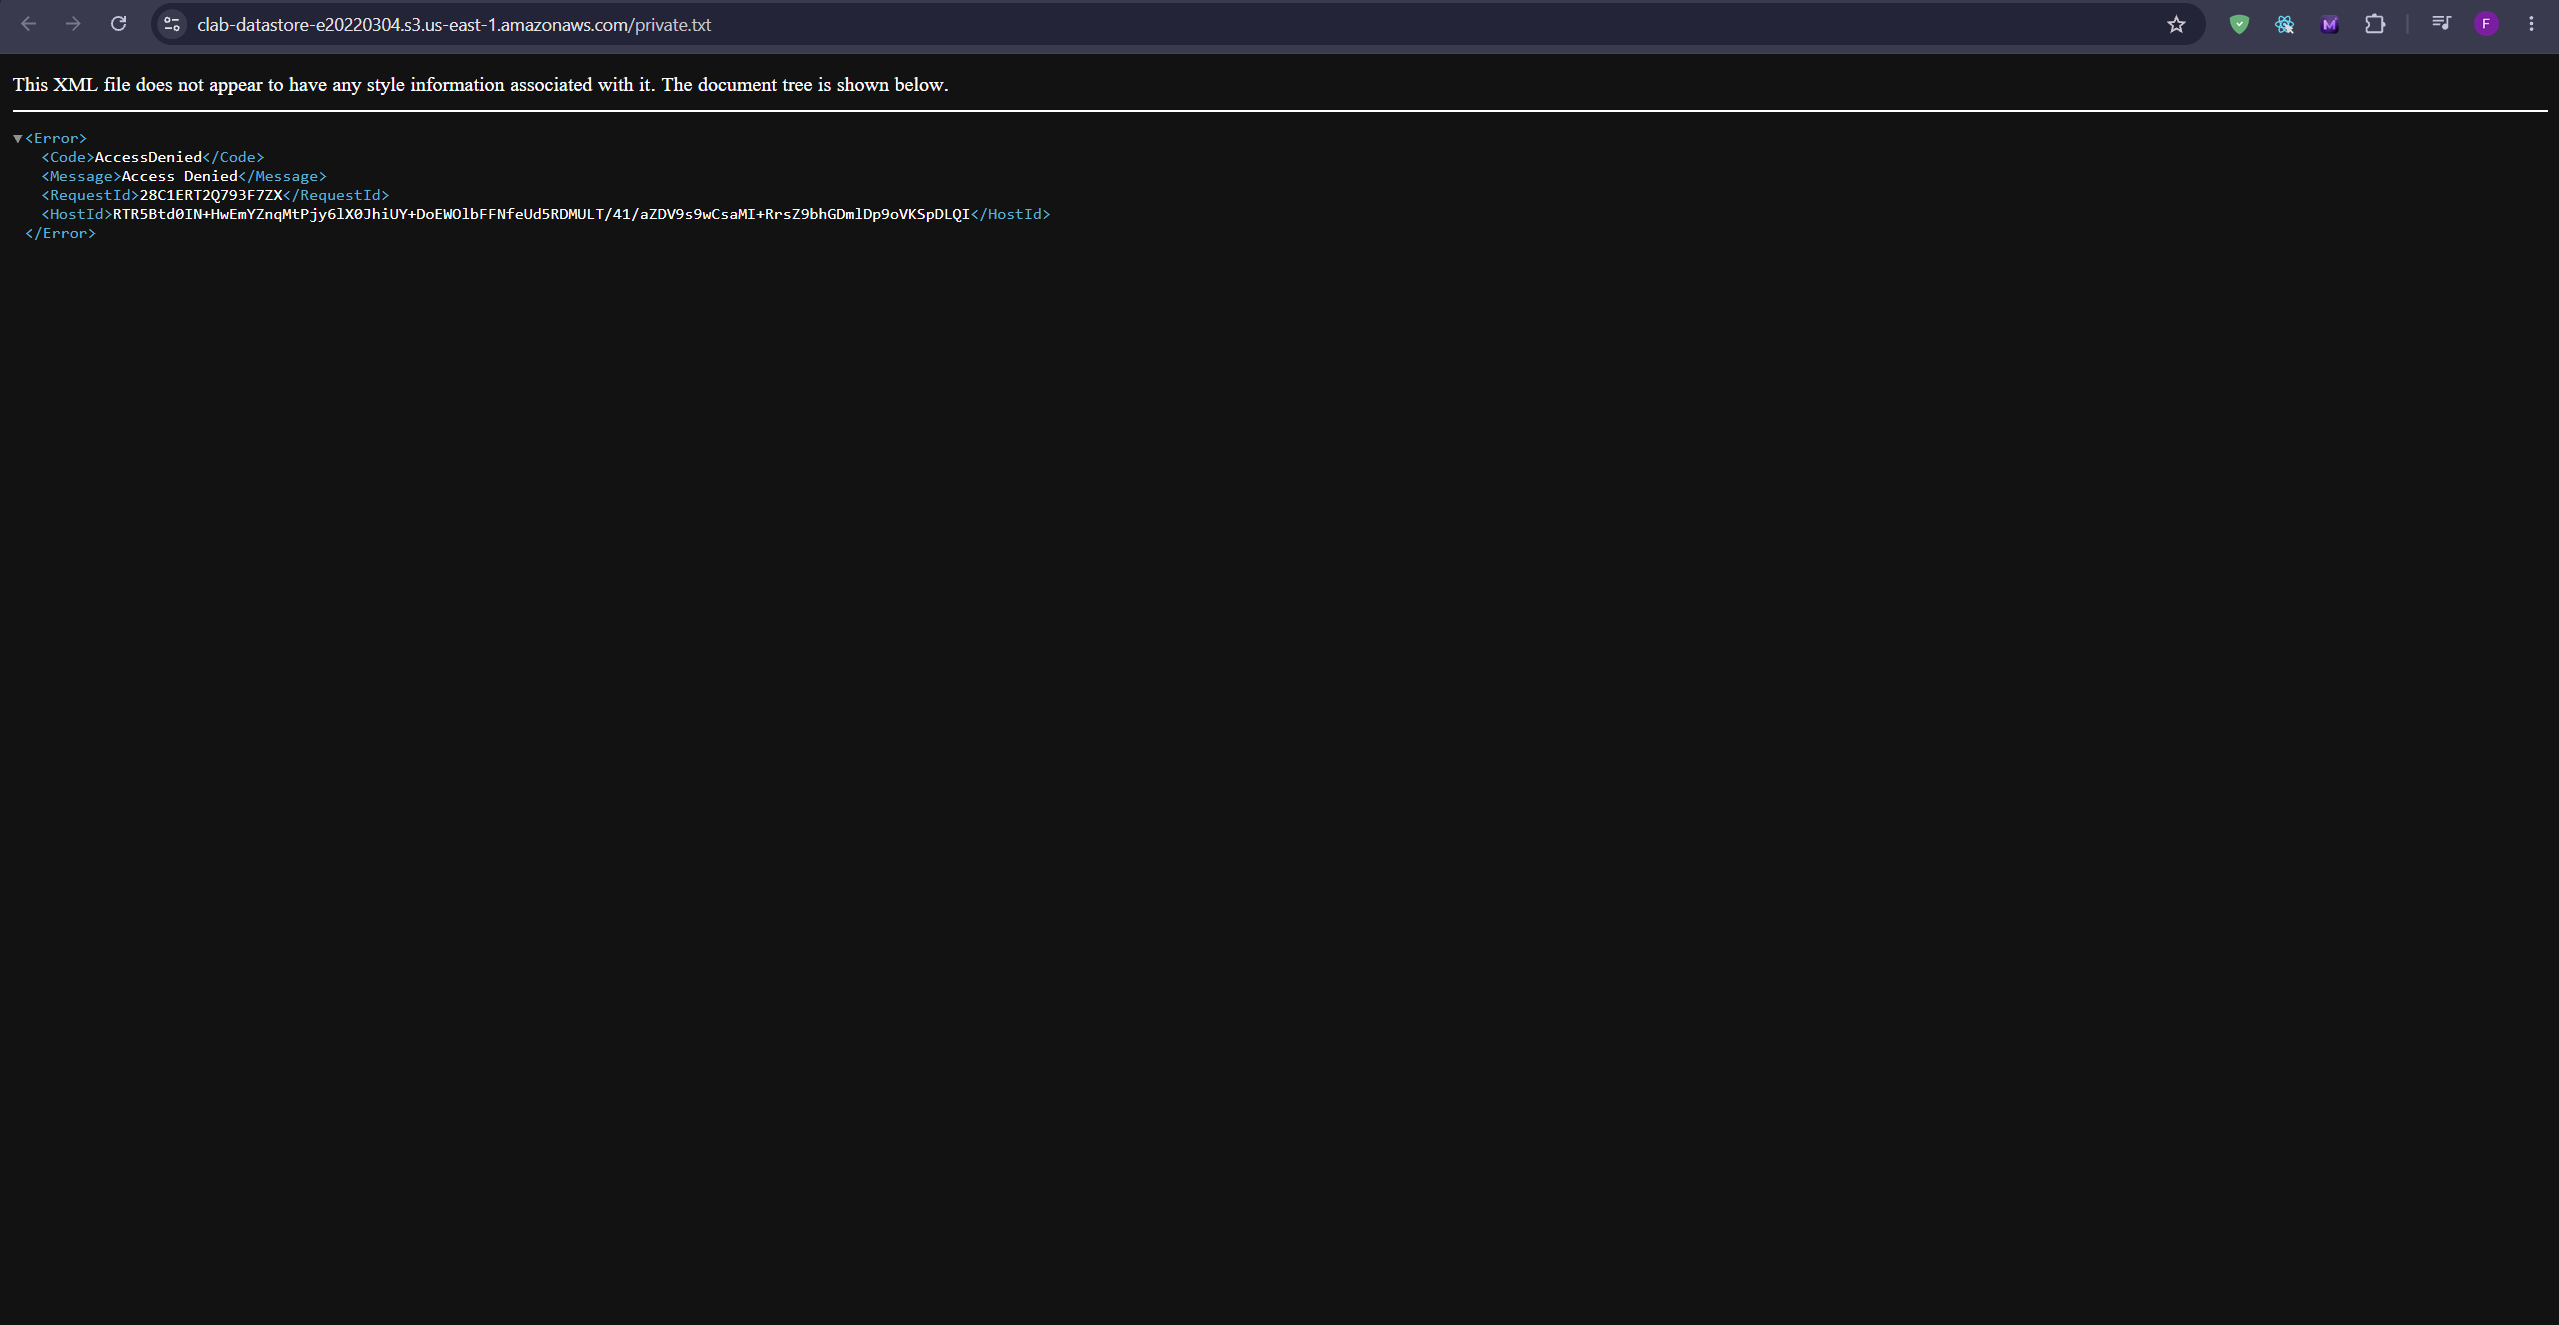 clab-datastore-e20220304.s3.us-east-1.amazonaws.com/private.txt
M
F
This XML file does not appear to have any style information associated with it. The document tree is shown below.
▼<Error>
<Code>AccessDenied</Code>
<Message>Access Denied</Message>
<RequestId>28C1ERT2Q793F7ZX</RequestId>
<HostId>RTR5Btd0IN+HwEmYZnqMtPjy6lX0JhiUY+DoEWOlbFFNfeUd5RDMULT/41/aZDV9s9wCsaMI+RrsZ9bhGDmlDp9oVKSpDLQI</HostId>
</Error>